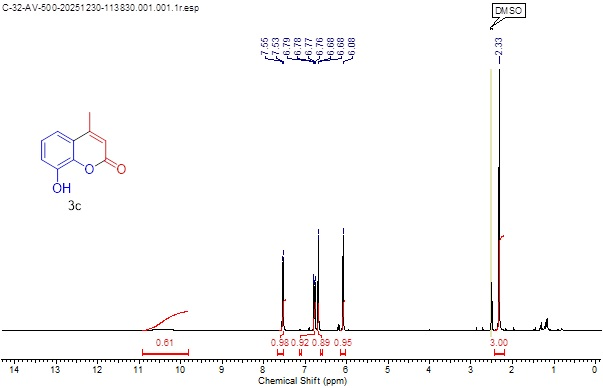 C-32-AV-500-20251230-113830.001.001.1r.esp
DMSO
7.55
7.53
6.79
6.78
6.77
6.76
6.68
6.68
6.08
2.33
O
O
OH
3c
0.61 0.98 0.92 0.89 0.95 3.00
14 13 12 11 10 9 8 7 6 5 4 3 2 1 0
Chemical Shift (ppm)